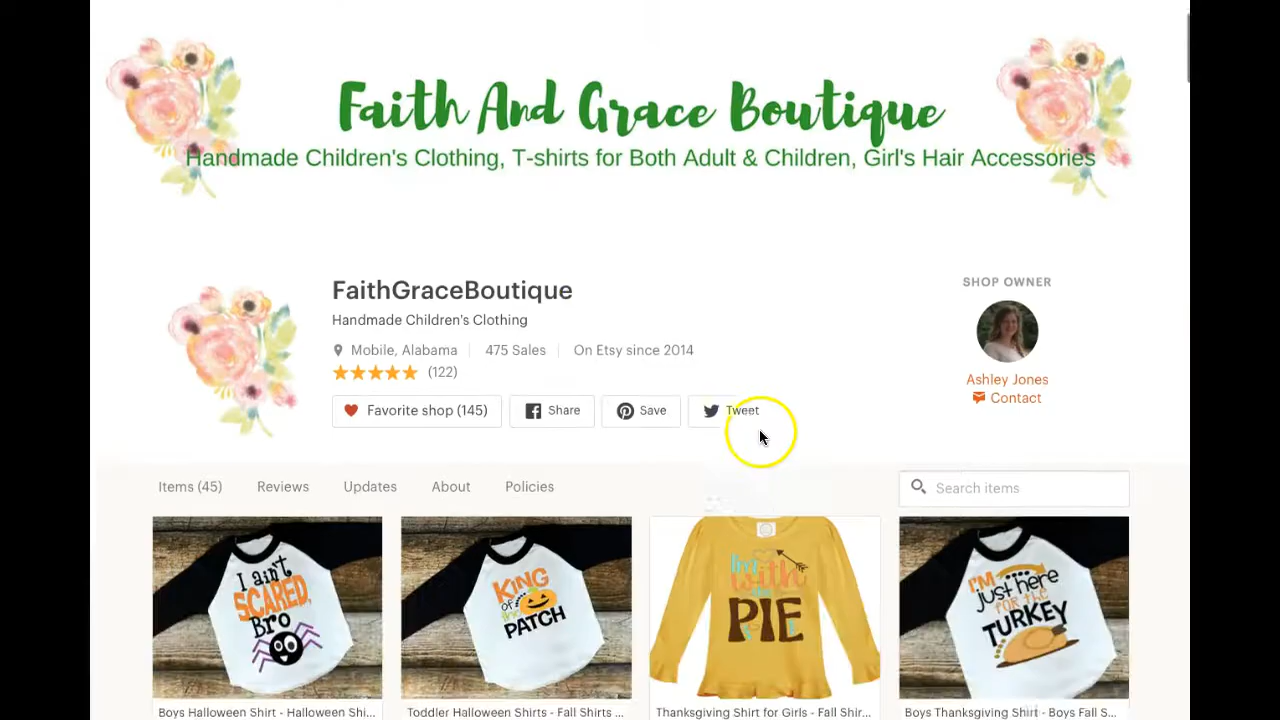 Faith And Grace Boutique
Handmade Children's Clothing, T-shirts for Both Adult & Children, Girl's Hair Accessories
FaithGraceBoutique
Handmade Children's Clothing
Mobile, Alabama 475 Sales On Etsy since 2014
(122)
Favorite shop (145) Share Save Tweet
SHOP OWNER
Ashley Jones
Contact
Items (45) Reviews Updates About Policies
Search items
I ain't
SCARED,
Bro
KING
of the
PATCH
I'm
with
the
PIE
I'M
Just here
FOR THE
TURKEY
Boys Halloween Shirt - Halloween Shi...
Toddler Halloween Shirts - Fall Shirts ...
Thanksgiving Shirt for Girls - Fall Shir...
Boys Thanksgiving Shirt - Boys Fall S...